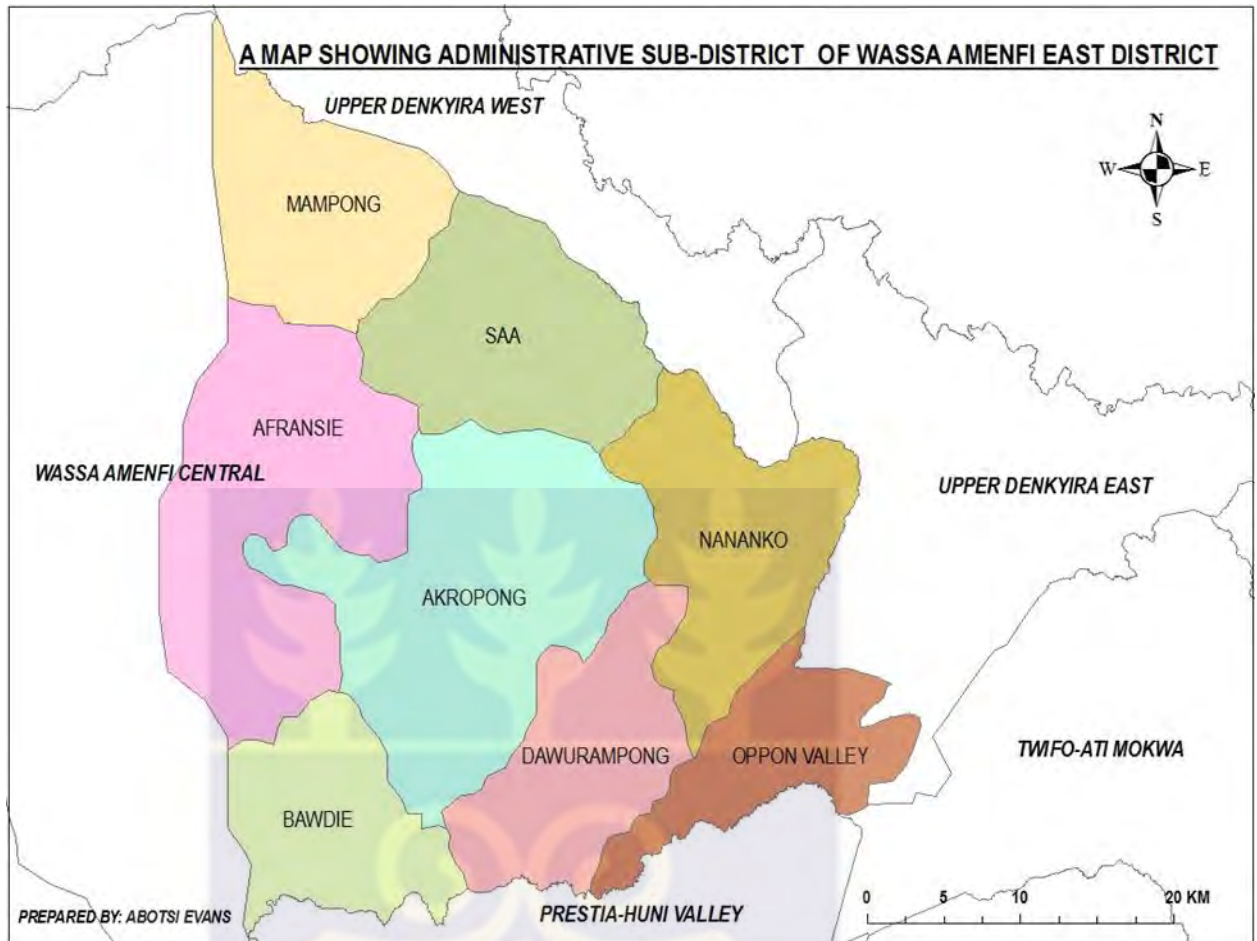 A MAP SHOWING ADMINISTRATIVE SUB-DISTRICT OF WASSA AMENFI EAST DISTRICT
UPPER DENKYIRA WEST
N
W E
S
MAMPONG
SAA
AFRANSIE
WASSA AMENFI CENTRAL
UPPER DENKYIRA EAST
NANANKO
AKROPONG
DAWURAMPONG
OPPON VALLEY
TWIFO-ATI MOKWA
BAWDIE
0 5 10 20 KM
PREPARED BY: ABOTSI EVANS
PRESTIA-HUNI VALLEY